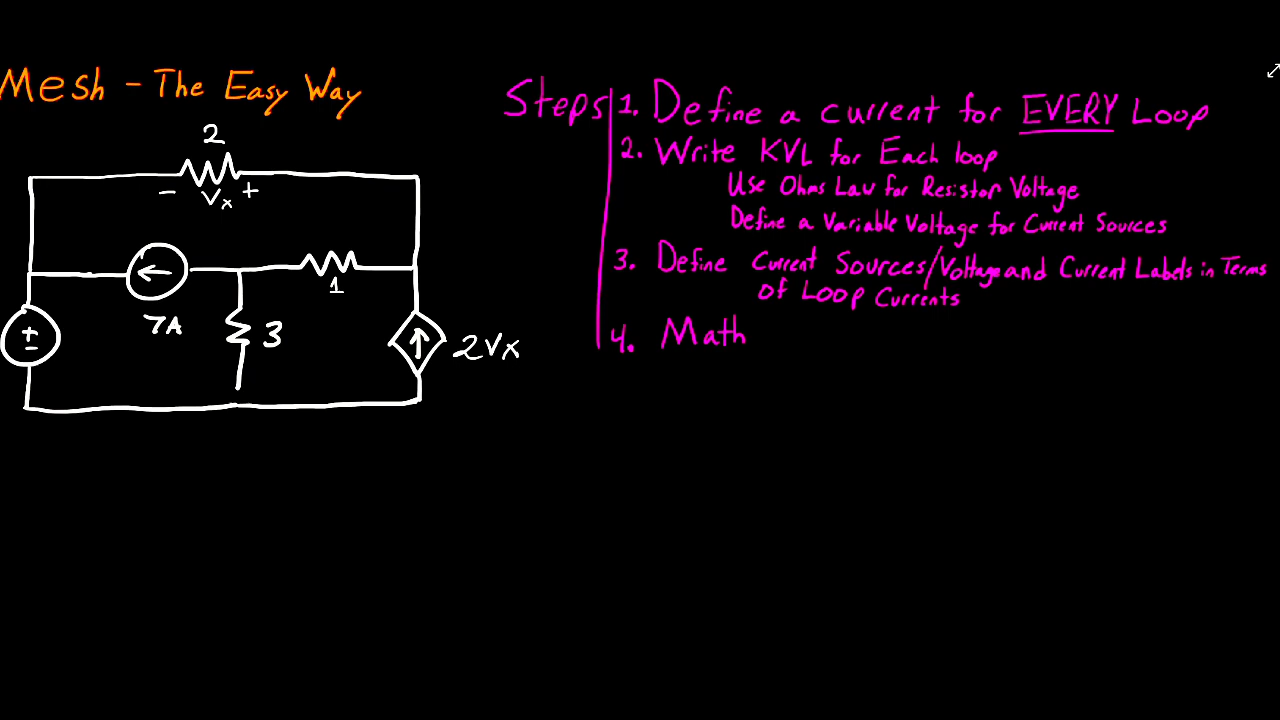 Mesh - The Easy Way
Steps
1. Define a current for EVERY Loop
2. Write KVL for Each loop
Use Ohms Law for Resistor Voltage
Define a Variable Voltage for Current Sources
3. Define Current Sources/Voltage and Current Labels in Terms
of Loop Currents
4. Math
2
- Vx +
1
7A
3
+
-
2Vx